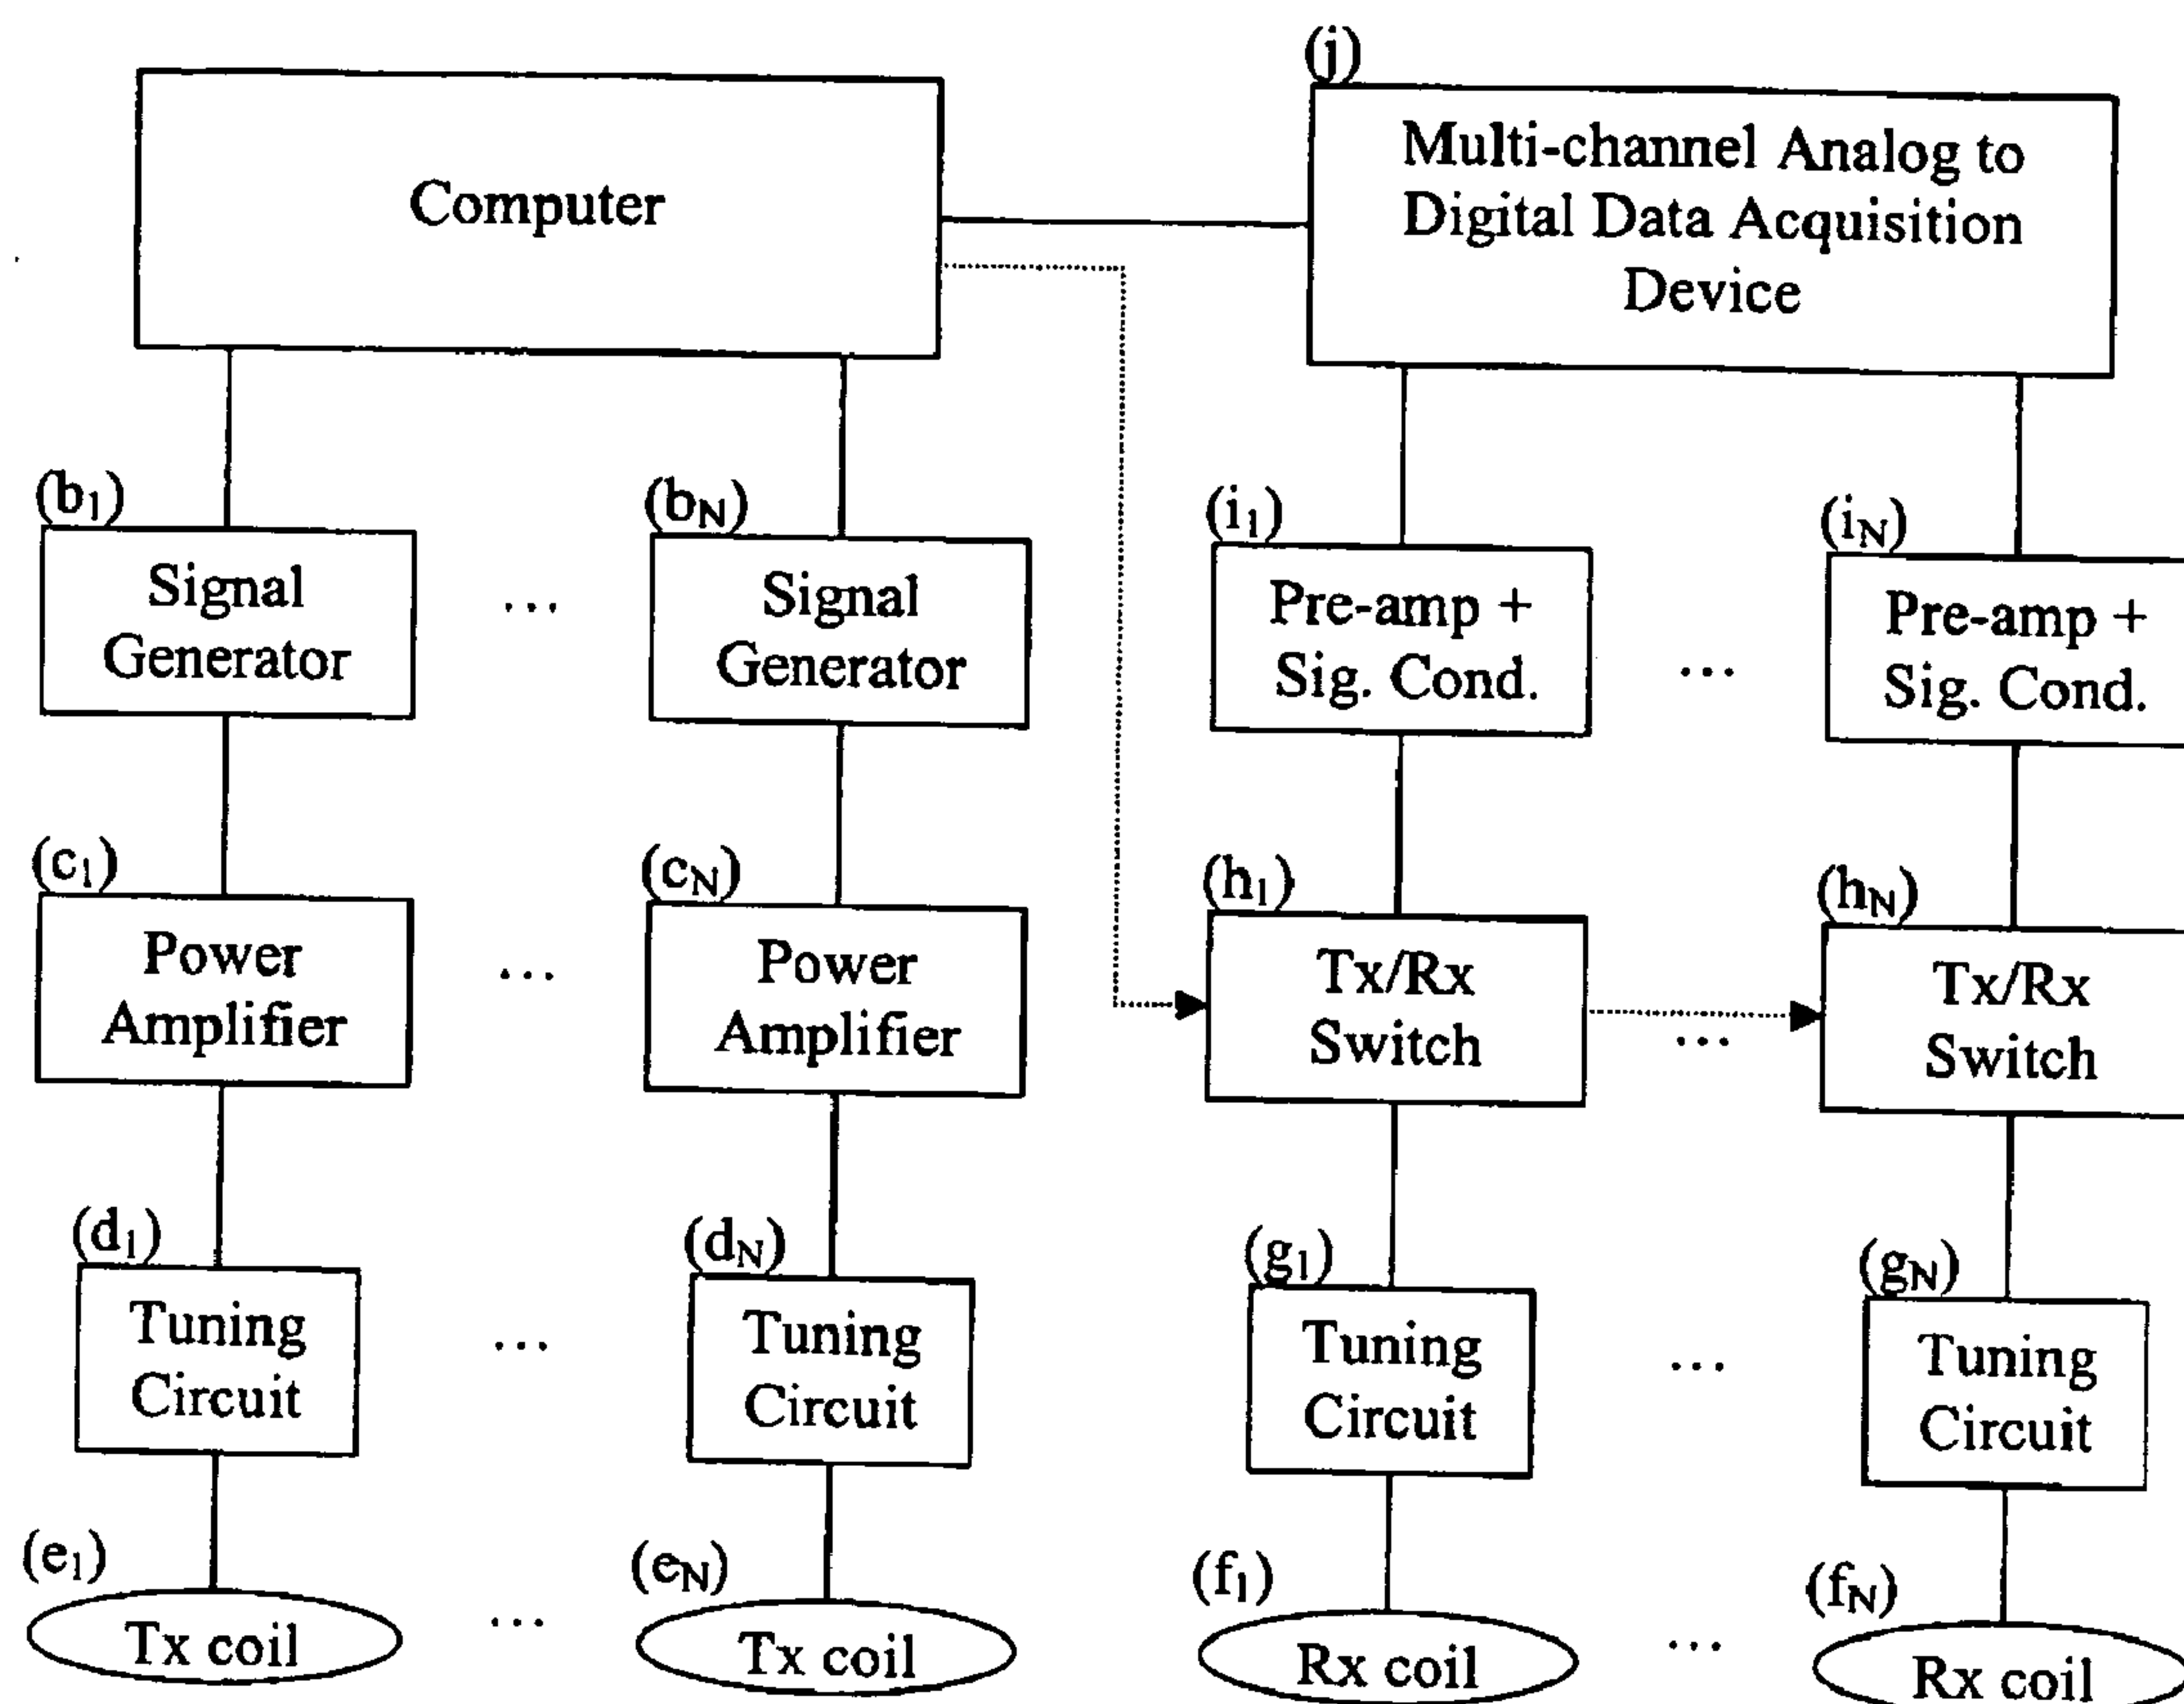 (j)
Computer
Multi-channel Analog to
Digital Data Acquisition
Device
(b1)
(bN)
(i1)
(iN)
Signal
Generator
...
Signal
Generator
Pre-amp +
Sig. Cond.
...
Pre-amp +
Sig. Cond.
(c1)
(cN)
(h1)
(hN)
Power
Amplifier
...
Power
Amplifier
Tx/Rx
Switch
...
Tx/Rx
Switch
(d1)
(dN)
(g1)
(gN)
Tuning
Circuit
...
Tuning
Circuit
Tuning
Circuit
...
Tuning
Circuit
(e1)
(eN)
(f1)
(fN)
Tx coil
...
Tx coil
Rx coil
...
Rx coil